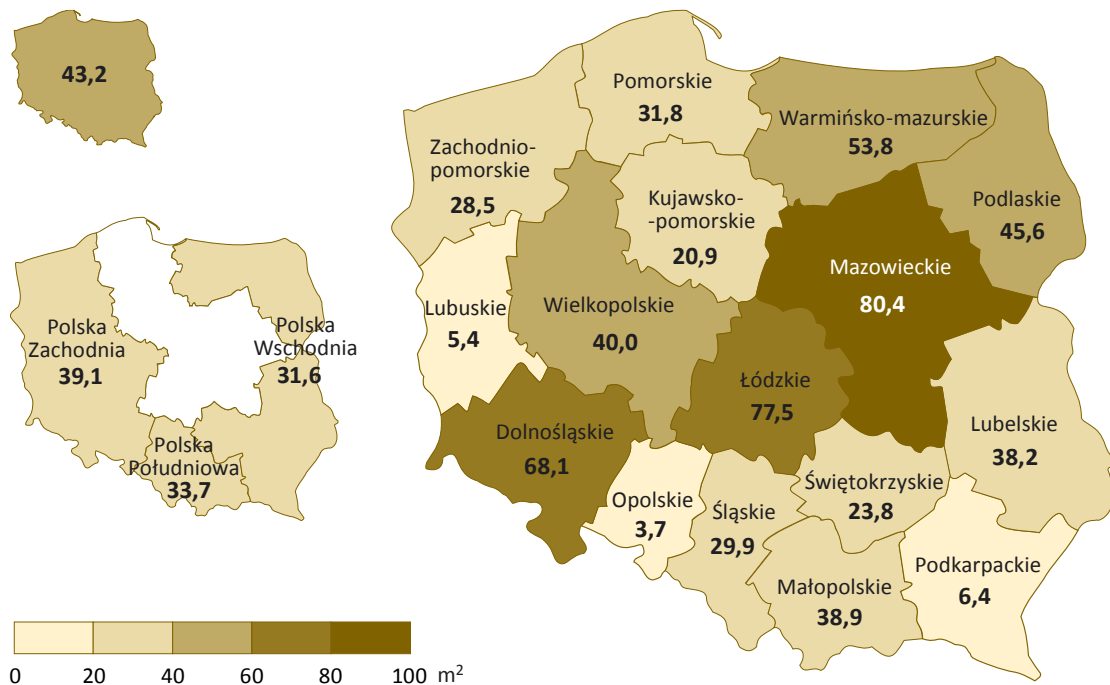 43,2
Pomorskie
31,8
Warmińsko-mazurskie
53,8
Zachodnio-
pomorskie
28,5
Kujawsko-
-pomorskie
20,9
Podlaskie
45,6
Mazowieckie
80,4
Lubuskie
5,4
Wielkopolskie
40,0
Polska
Zachodnia
39,1
Polska
Wschodnia
31,6
Łódzkie
77,5
Dolnośląskie
68,1
Lubelskie
38,2
Polska
Południowa
33,7
Opolskie
3,7
Śląskie
29,9
Świętokrzyskie
23,8
Małopolskie
38,9
Podkarpackie
6,4
0 20 40 60 80 100 m²